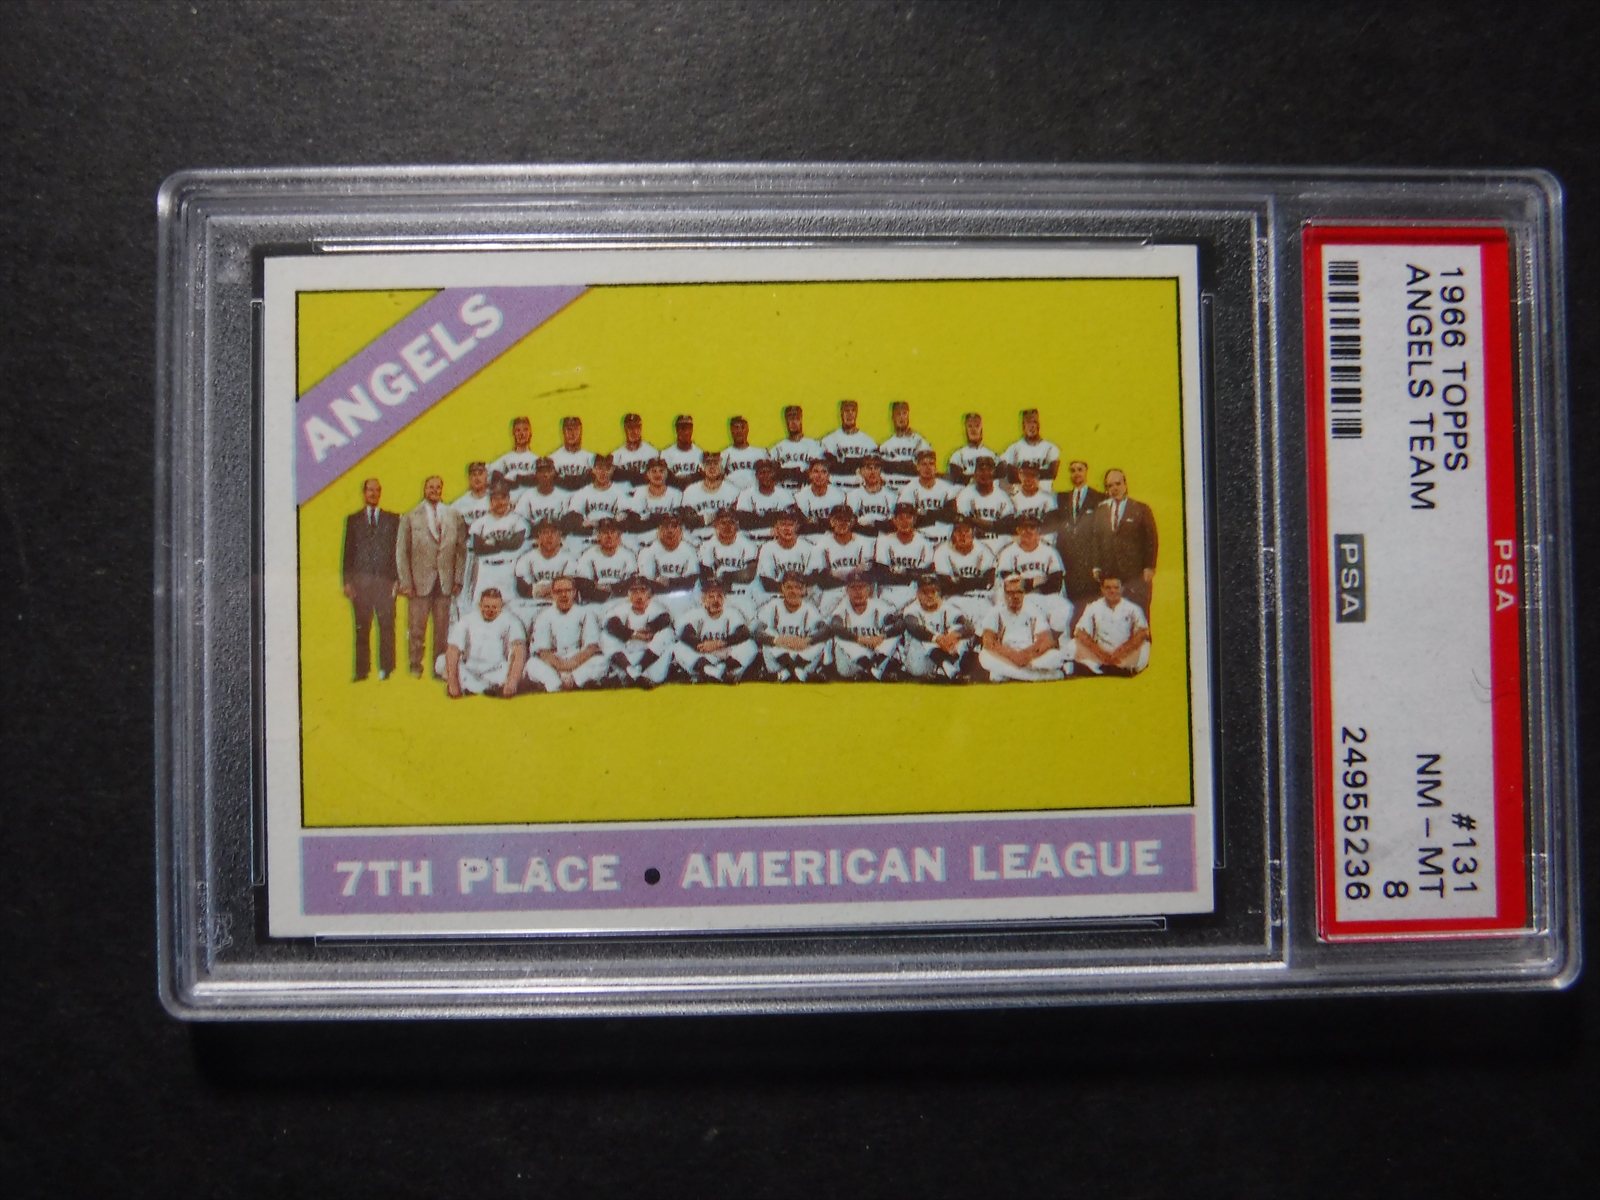 ANGELS
7TH PLACE • AMERICAN LEAGUE
PSA
1966 TOPPS #131
ANGELS TEAM NM - MT
8
PSA 24955236